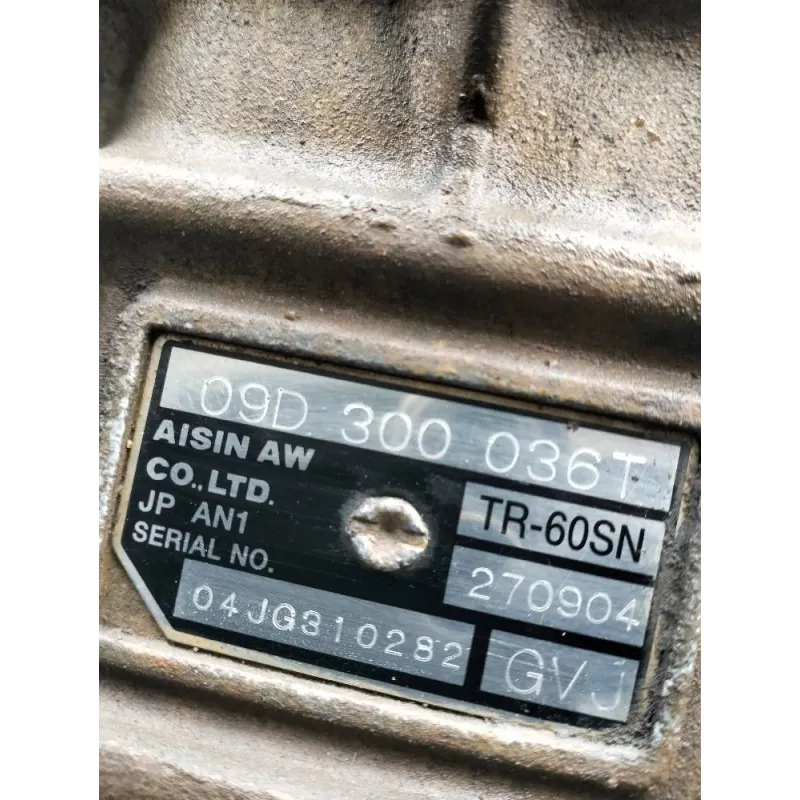 09D 300 036T
AISIN AW
CO.,LTD.
JP AN1
SERIAL NO.
04JG310282
TR-60SN
270904
GVJ